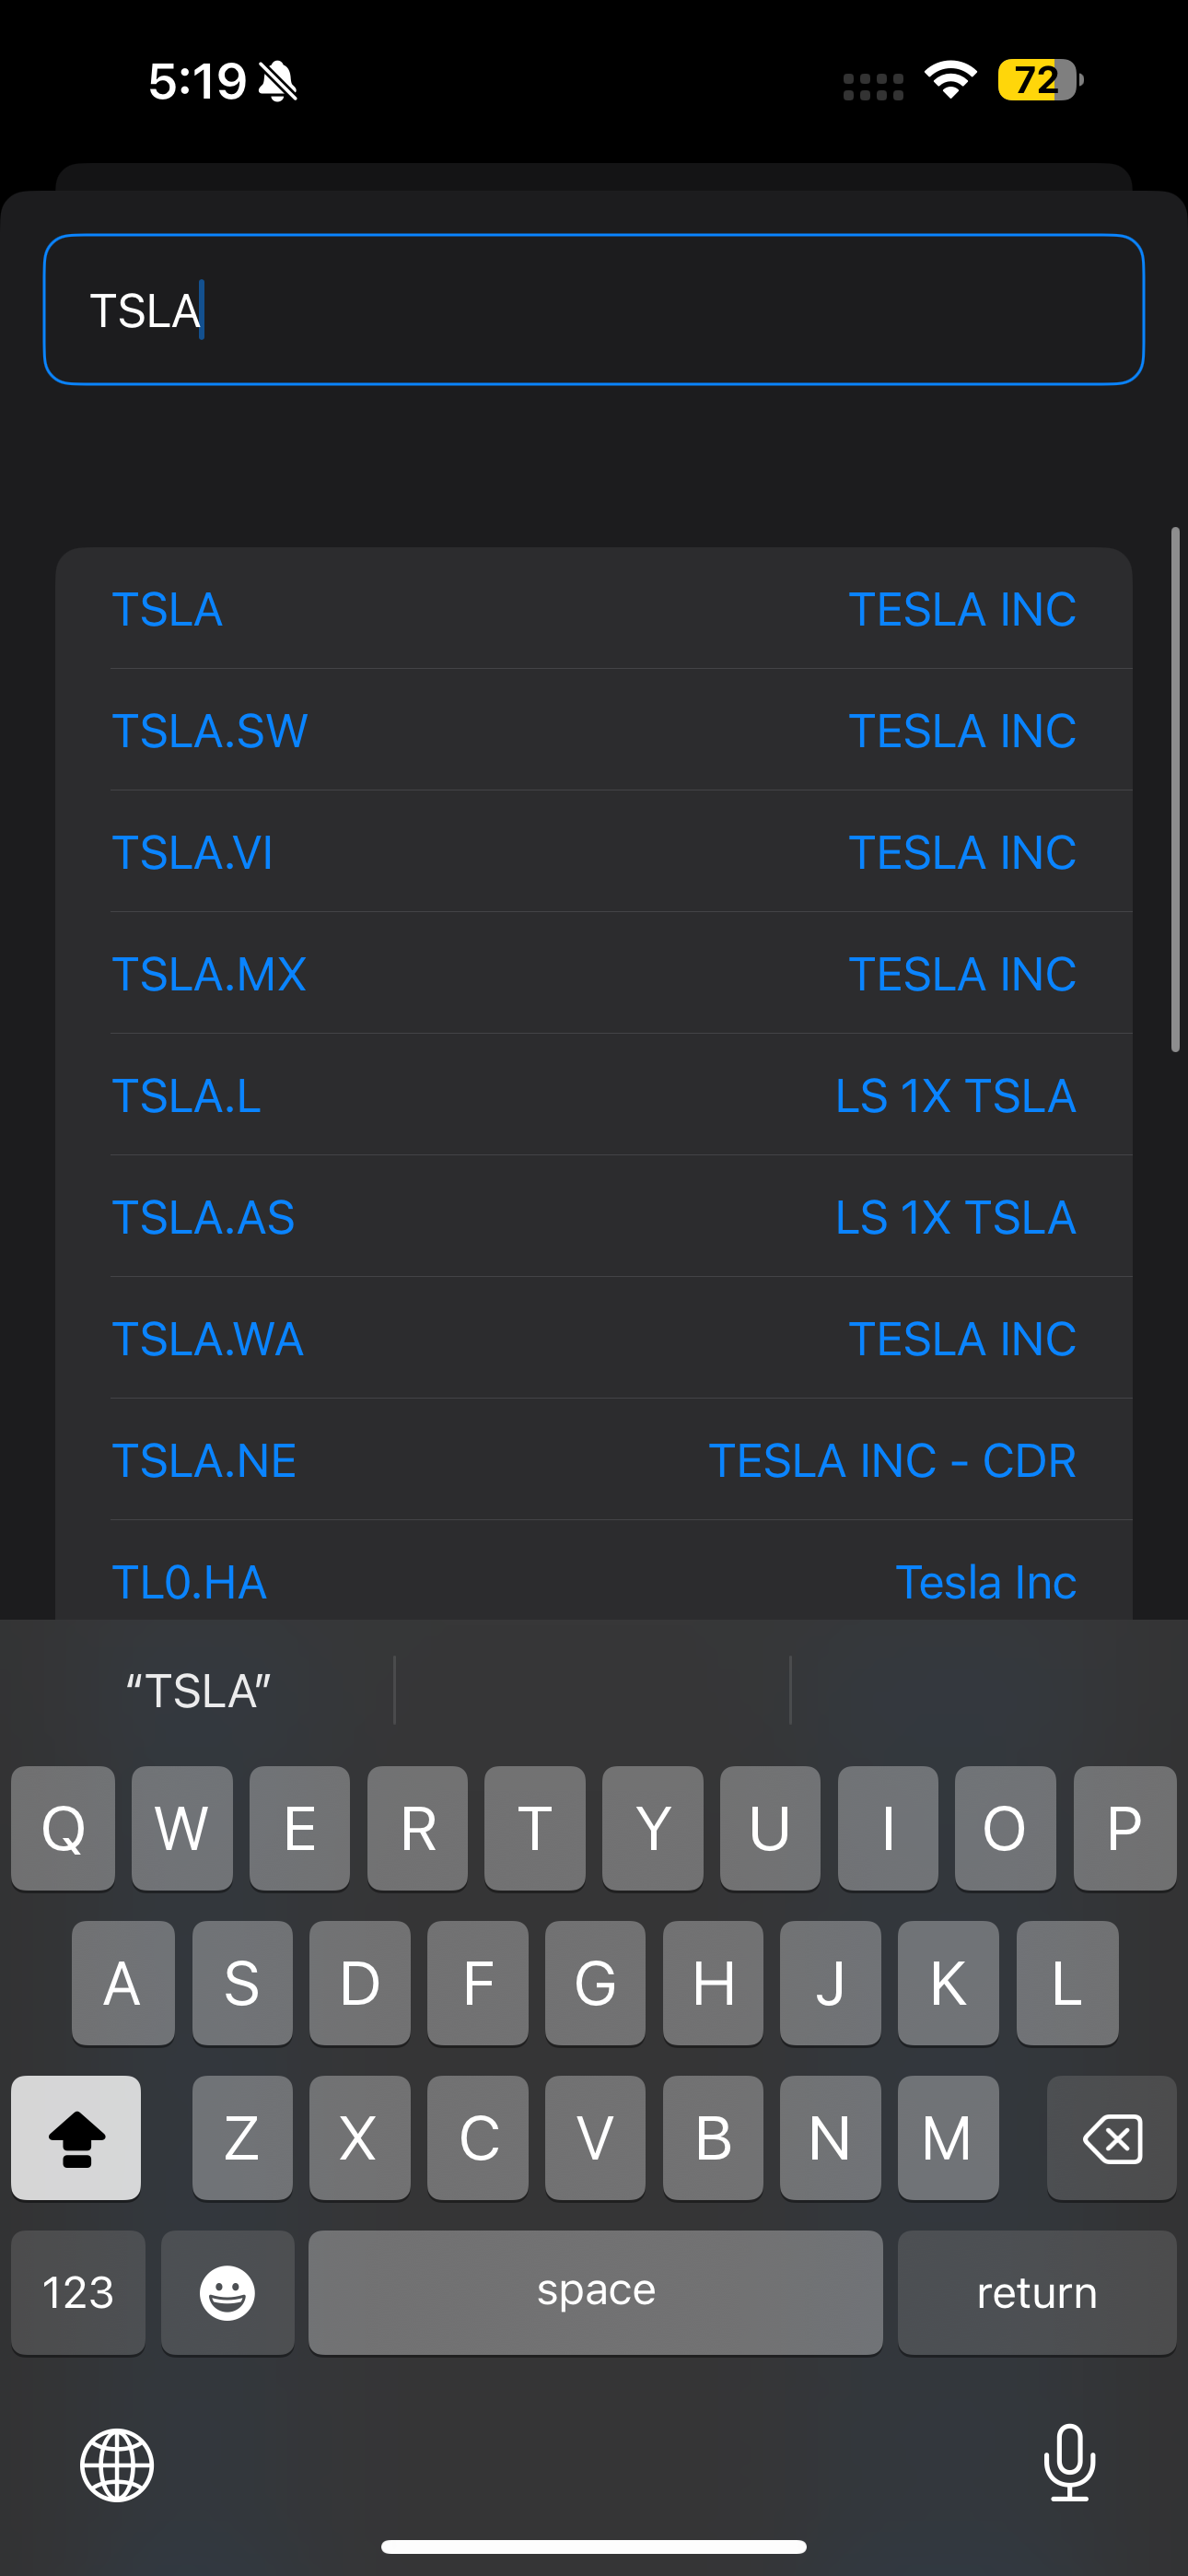 5:19
72
TSLA
TSLA TESLA INC
TSLA.SW TESLA INC
TSLA.VI TESLA INC
TSLA.MX TESLA INC
TSLA.L LS 1X TSLA
TSLA.AS LS 1X TSLA
TSLA.WA TESLA INC
TSLA.NE TESLA INC - CDR
TL0.HA Tesla Inc
“TSLA”
Q W E R T Y U I O P
A S D F G H J K L
Z X C V B N M
123 space return